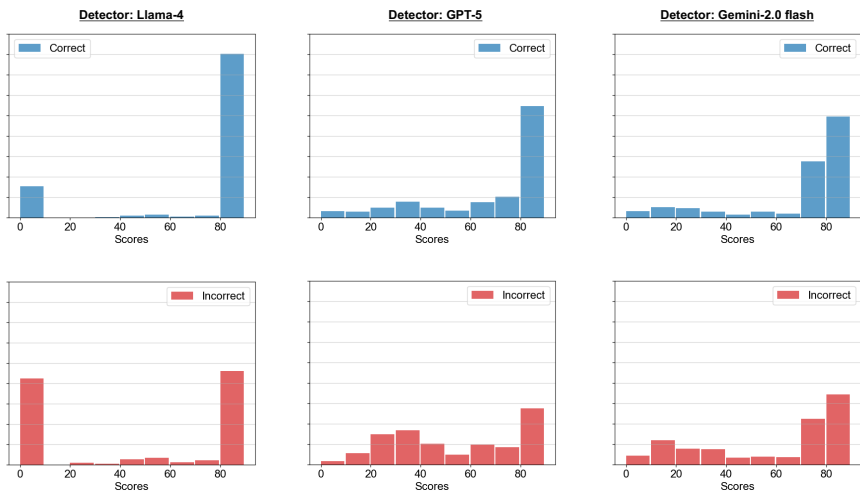 Detector: Llama-4
Detector: GPT-5
Detector: Gemini-2.0 flash
Correct
Correct
Correct
0 20 40 60 80
0 20 40 60 80
0 20 40 60 80
Scores
Scores
Scores
Incorrect
Incorrect
Incorrect
0 20 40 60 80
0 20 40 60 80
0 20 40 60 80
Scores
Scores
Scores